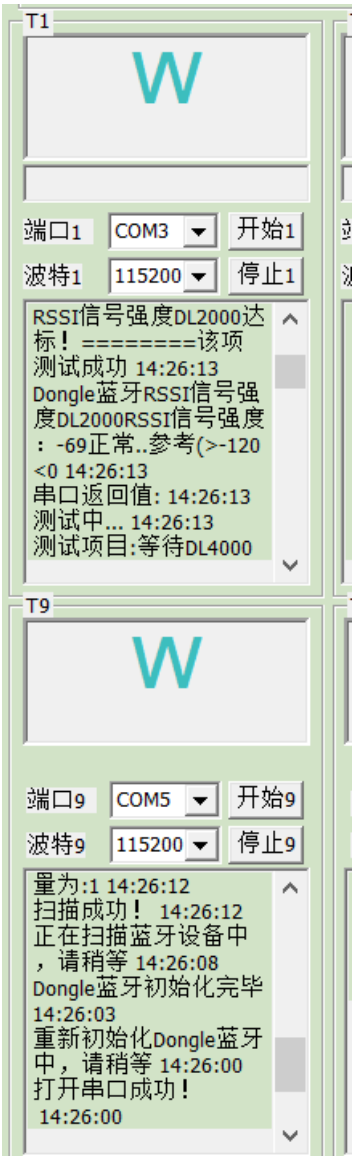 T1
W
端口1 COM3 开始1
波特1 115200 停止1
RSSI信号强度DL2000达
标！========该项
测试成功 14:26:13
Dongle蓝牙RSSI信号强
度DL2000RSSI信号强度
：-69正常..参考(>-120
<0 14:26:13
串口返回值: 14:26:13
测试中... 14:26:13
测试项目:等待DL4000
T9
W
端口9 COM5 开始9
波特9 115200 停止9
量为:1 14:26:12
扫描成功！ 14:26:12
正在扫描蓝牙设备中
，请稍等 14:26:08
Dongle蓝牙初始化完毕
14:26:03
重新初始化Dongle蓝牙
中，请稍等 14:26:00
打开串口成功！
14:26:00